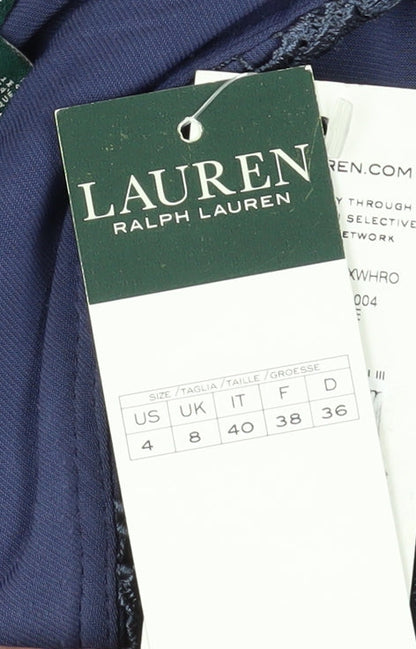 LAUREN
RALPH LAUREN
SIZE / TAGLIA / TAILLE / GROESSE
US UK IT F D
4 8 40 38 36
REN.COM
Y THROUGH
SELECTIVE
ETWORK
XWHRO
004
E
III